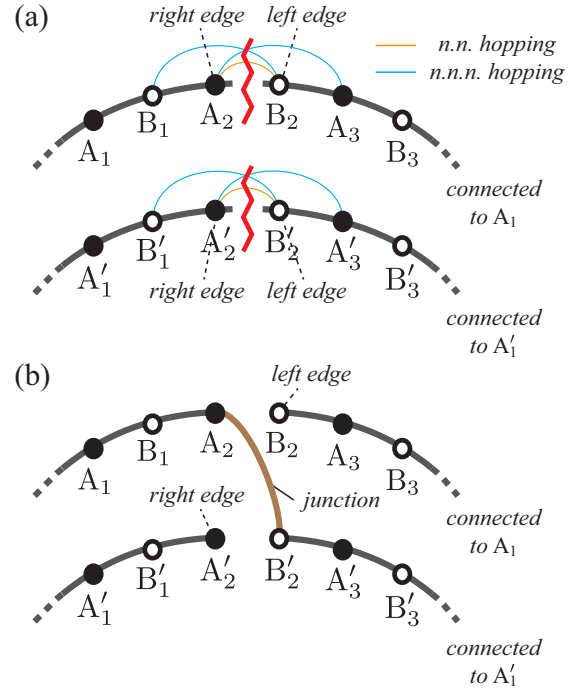 (a)
right edge left edge
n.n. hopping
n.n.n. hopping
A₁ B₁ A₂ B₂ A₃ B₃
connected
to A₁
A′₁ B′₁ A′₂ B′₂ A′₃ B′₃
right edge left edge
connected
to A′₁
(b)
left edge
A₁ B₁ A₂ B₂ A₃ B₃
right edge
junction
connected
to A₁
A′₁ B′₁ A′₂ B′₂ A′₃ B′₃
connected
to A′₁